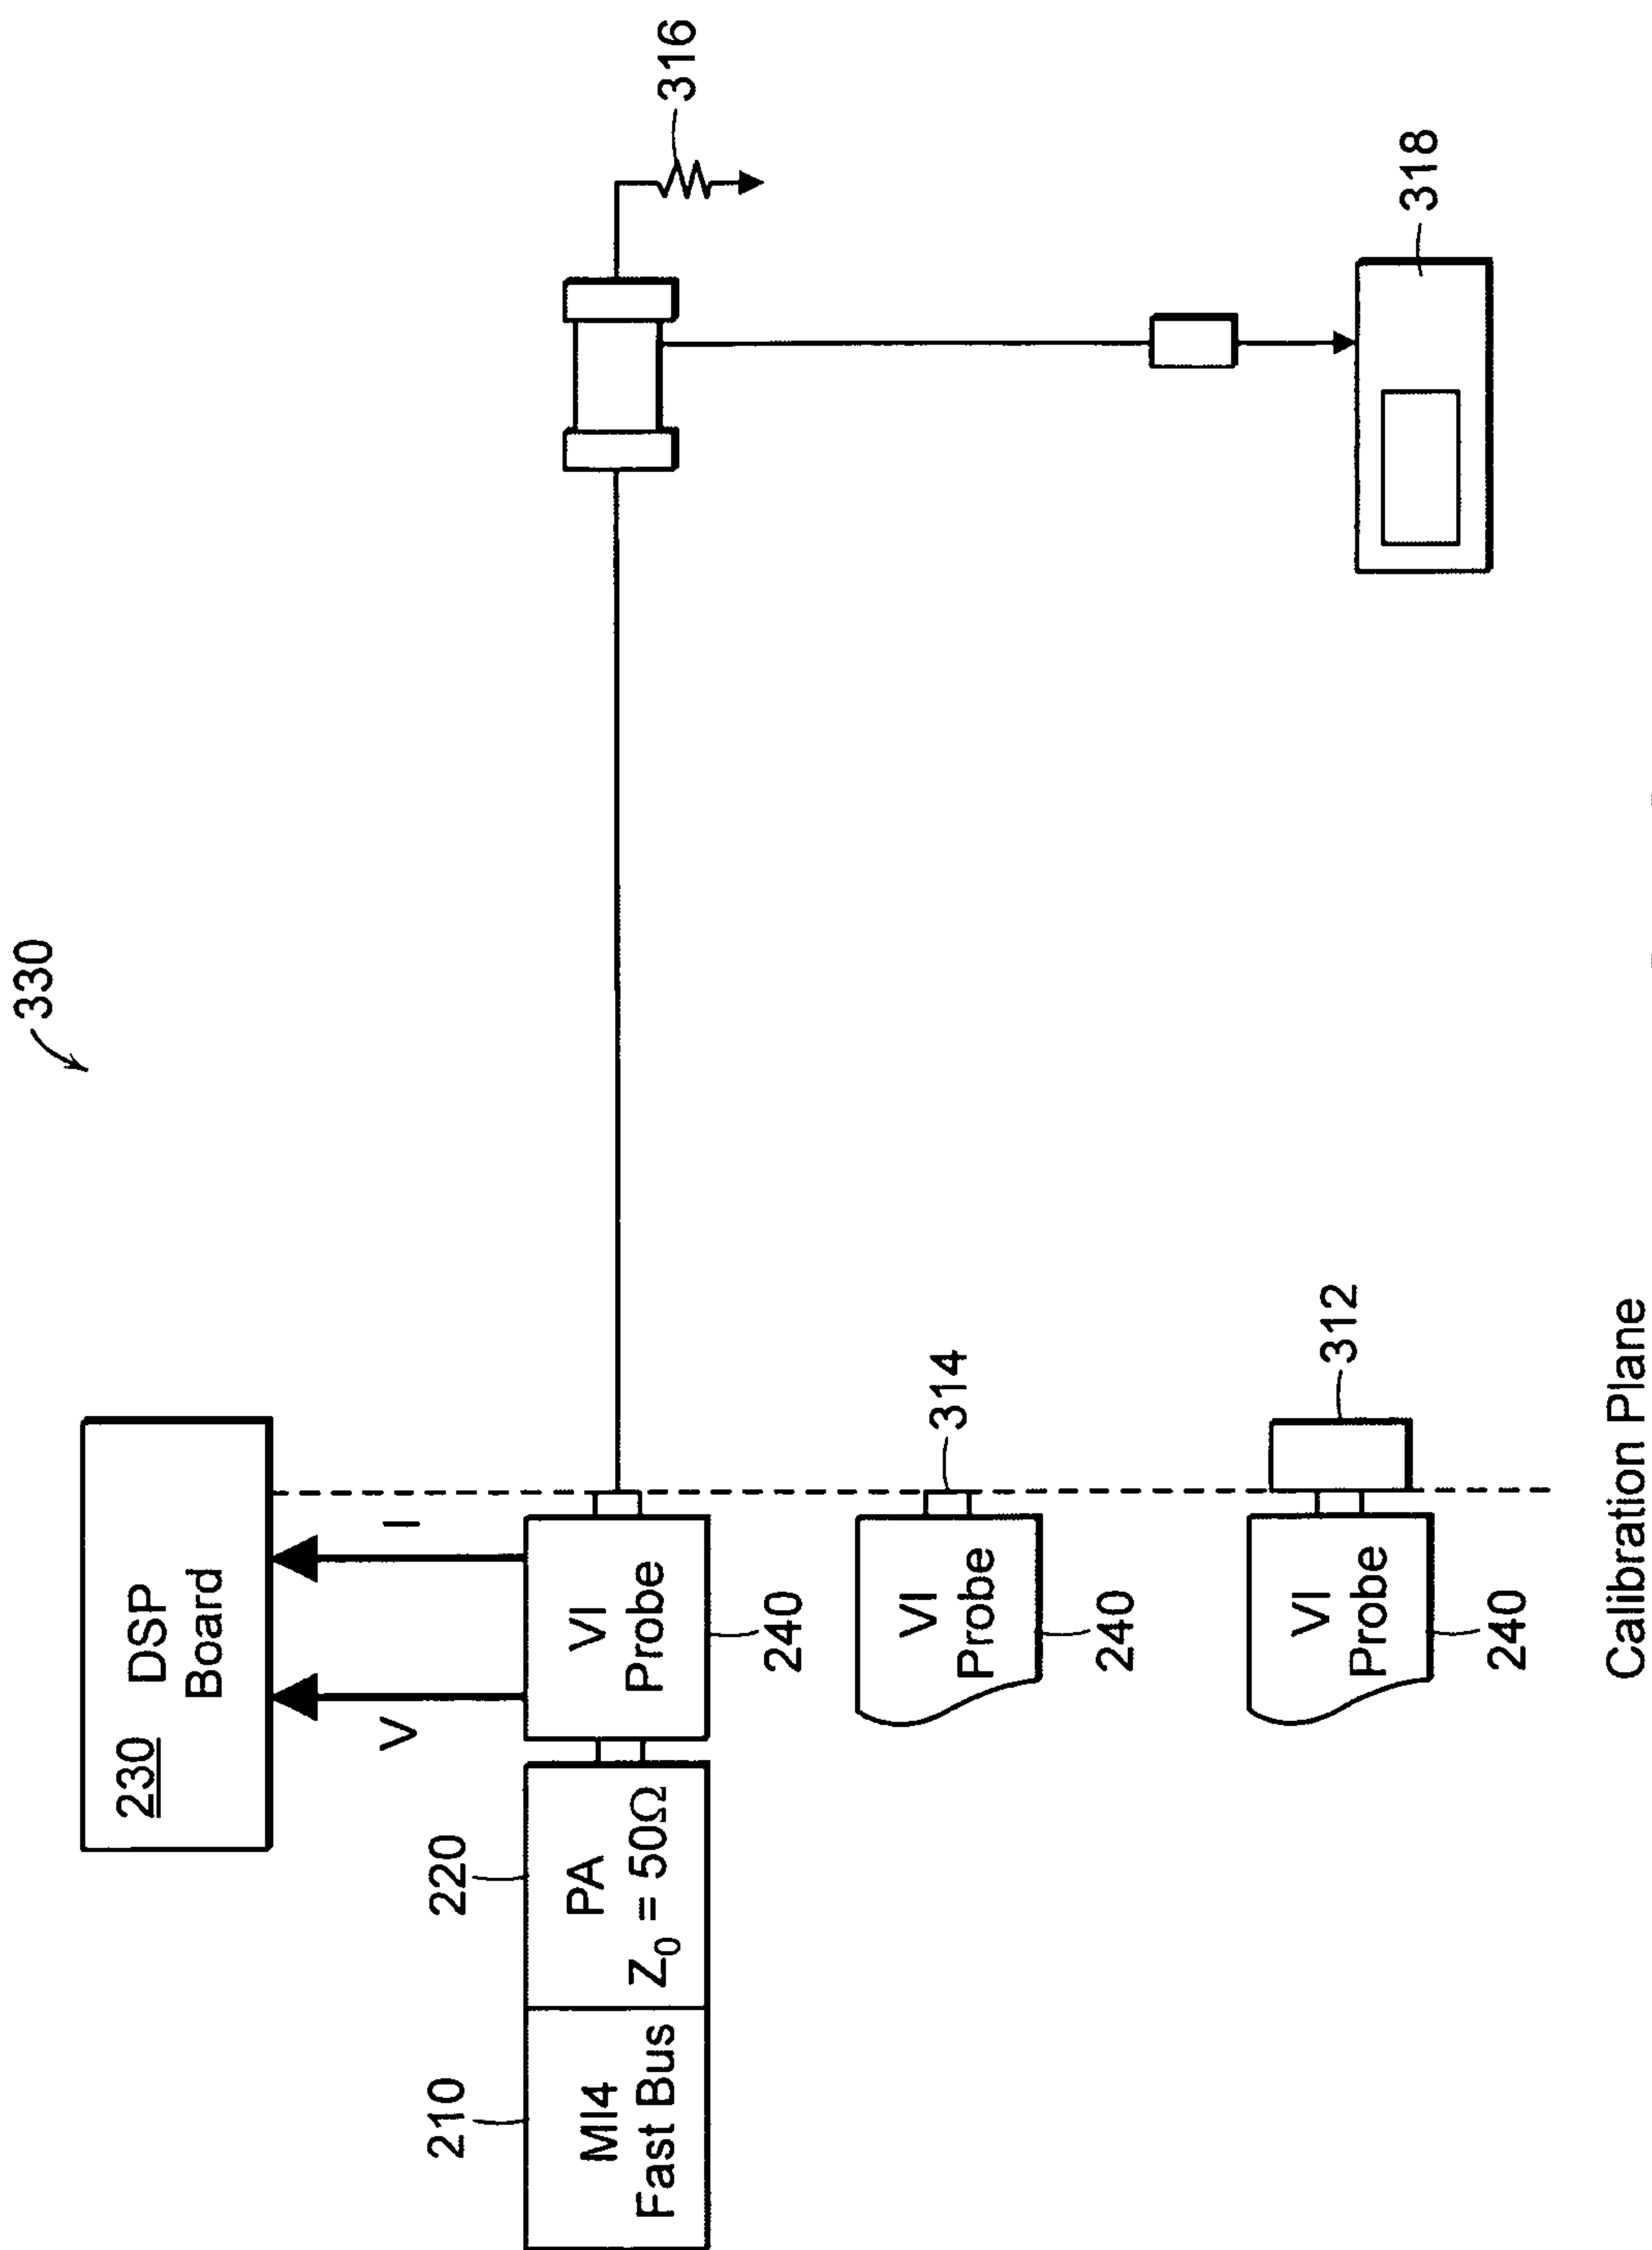 330
230
DSP
Board
V
I
210
220
MI4
Fast Bus
PA
Z₀ = 50Ω
VI
Probe
240
316
VI
Probe
240
314
318
VI
Probe
240
312
Calibration Plane